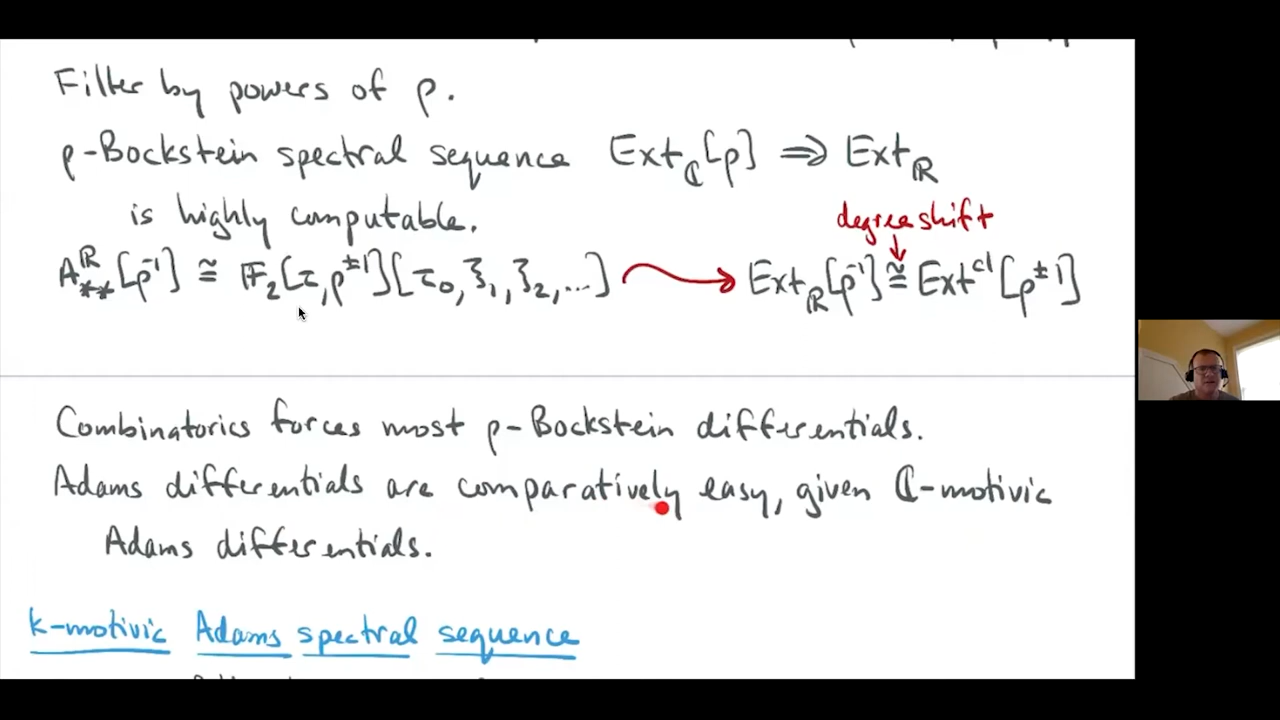 Filter by powers of ρ.
ρ-Bockstein spectral sequence Ext_ℂ[ρ] ⇒ Ext_ℝ
is highly computable.
degree shift
A^ℝ_**[ρ^-1] ≅ 𝔽_2[τ, ρ^±1][τ_0, ξ_1, ξ_2, ...] Ext_ℝ[ρ^-1] ≅ Ext^cl[ρ^±1]
Combinatorics forces most ρ-Bockstein differentials.
Adams differentials are comparatively easy, given ℂ-motivic
Adams differentials.
k-motivic Adams spectral sequence